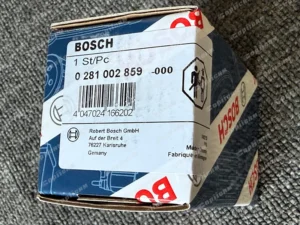 BOSCH
1 St/Pc
0 281 002 859 -000
4 047024 166202
Robert Bosch GmbH
Auf der Breit 4
76227 Karlsruhe
Germany
Fabrique
BOSCH